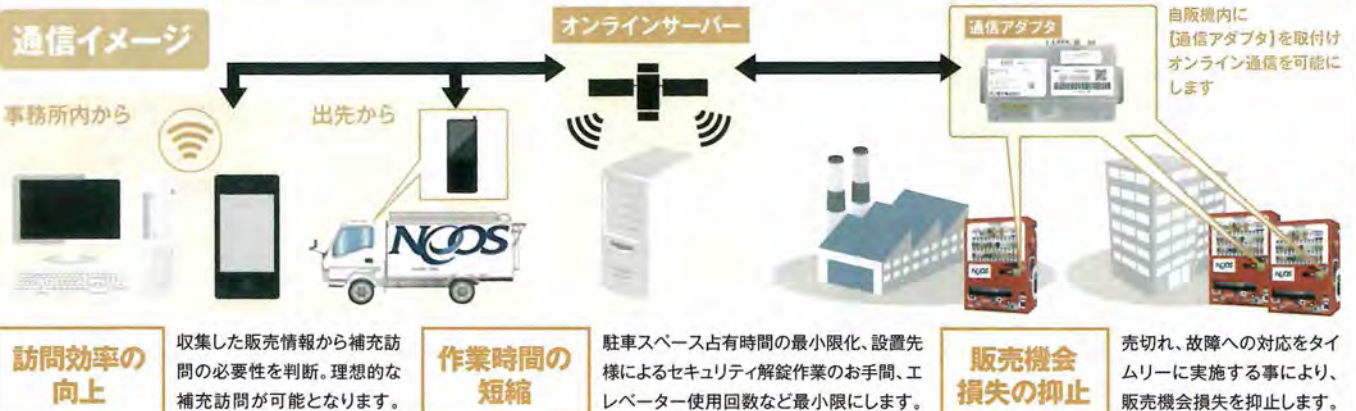 通信イメージ
オンラインサーバー
通信アダプタ
自販機内に
【通信アダプタ】を取付け
オンライン通信を可能に
します
事務所内から
出先から
NOOS
NOOS
NOOS
NOOS
訪問効率の
向上
収集した販売情報から補充訪
問の必要性を判断。理想的な
補充訪問が可能となります。
作業時間の
短縮
駐車スペース占有時間の最小限化、設置先
様によるセキュリティ解錠作業のお手間、エ
レベーター使用回数など最小限にします。
販売機会
損失の抑止
売切れ、故障への対応をタイ
ムリーに実施する事により、
販売機会損失を抑止します。